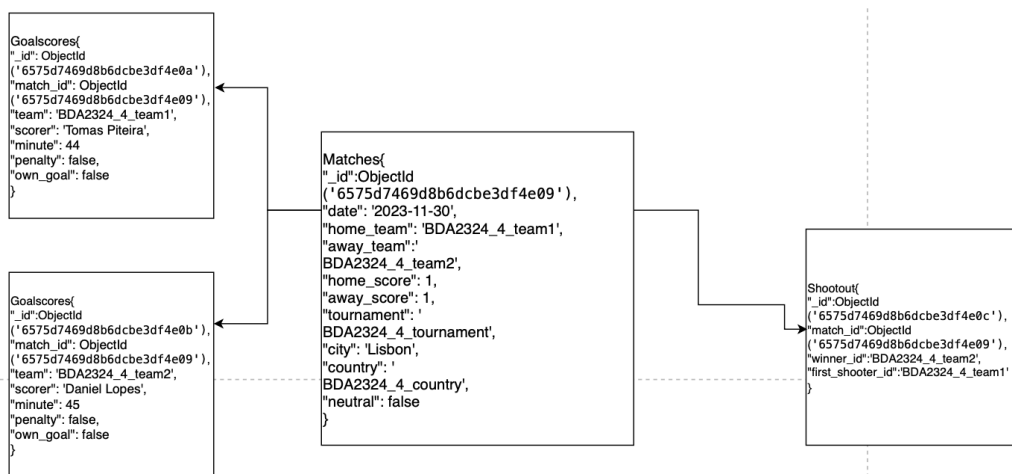 Goalscores{
"_id": ObjectId
('6575d7469d8b6dcbe3df4e0a'),
"match_id": ObjectId
('6575d7469d8b6dcbe3df4e09'),
"team": 'BDA2324_4_team1',
"scorer": 'Tomas Piteira',
"minute": 44
"penalty": false,
"own_goal": false
}
Goalscores{
"_id":ObjectId
('6575d7469d8b6dcbe3df4e0b'),
"match_id": ObjectId
('6575d7469d8b6dcbe3df4e09'),
"team": 'BDA2324_4_team2',
"scorer": 'Daniel Lopes',
"minute": 45
"penalty": false,
"own_goal": false
}
Matches{
"_id":ObjectId
('6575d7469d8b6dcbe3df4e09'),
"date": '2023-11-30',
"home_team": 'BDA2324_4_team1',
"away_team":'
BDA2324_4_team2',
"home_score": 1,
"away_score": 1,
"tournament": '
BDA2324_4_tournament',
"city": 'Lisbon',
"country": '
BDA2324_4_country',
"neutral": false
}
Shootout{
"_id":ObjectId
('6575d7469d8b6dcbe3df4e0c'),
"match_id":ObjectId
('6575d7469d8b6dcbe3df4e09'),
"winner_id":'BDA2324_4_team2',
"first_shooter_id":'BDA2324_4_team1'
}